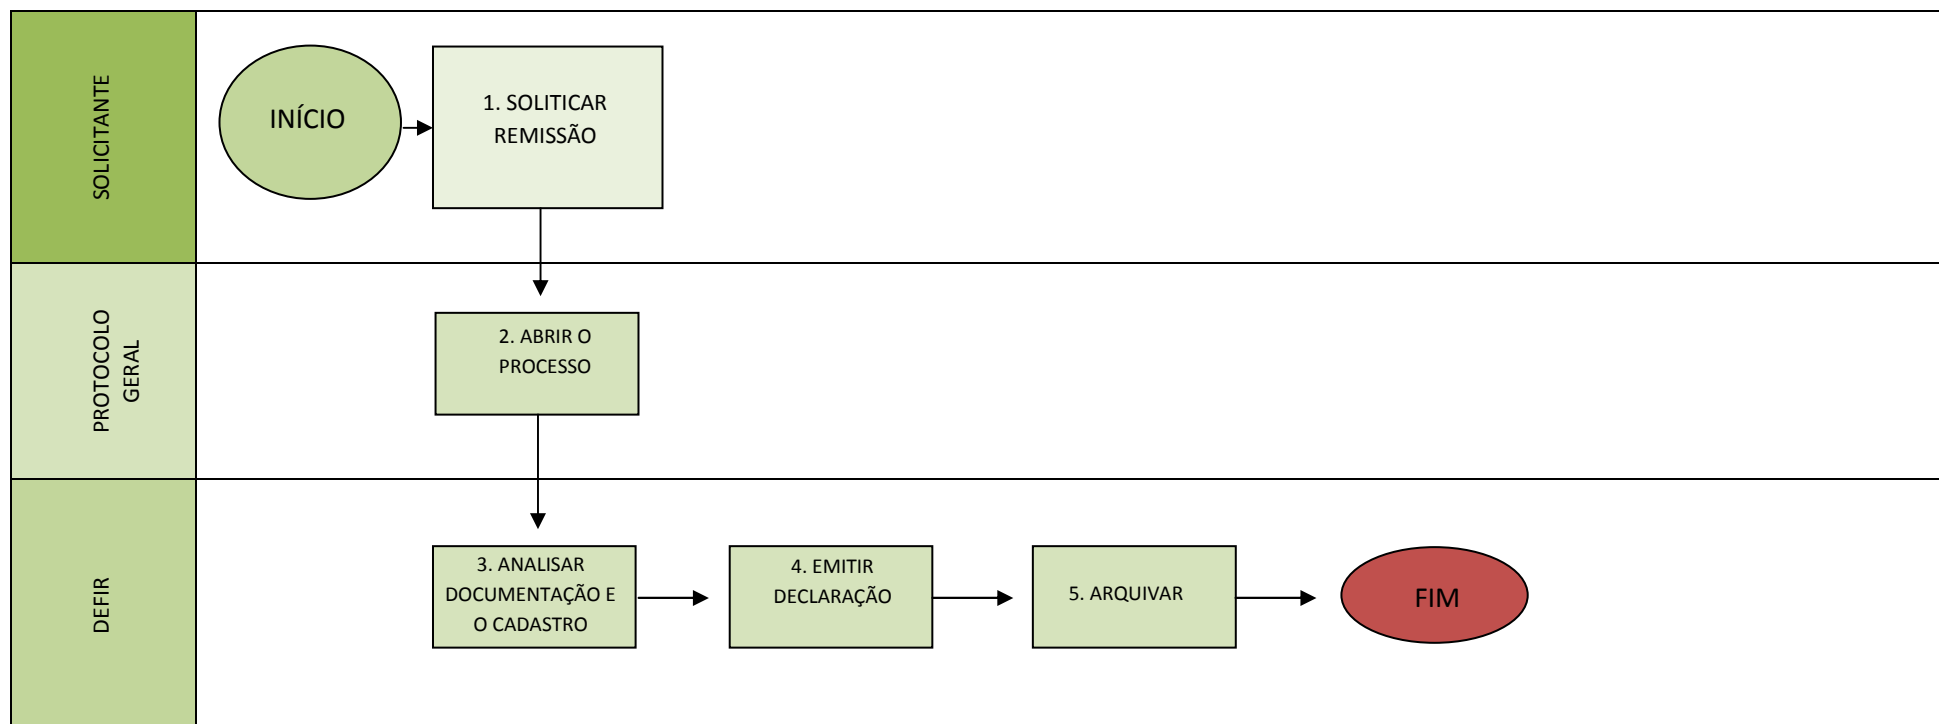 SOLICITANTE
INÍCIO
1. SOLITICAR
REMISSÃO
PROTOCOLO
GERAL
2. ABRIR O
PROCESSO
DEFIR
3. ANALISAR
DOCUMENTAÇÃO E
O CADASTRO
4. EMITIR
DECLARAÇÃO
5. ARQUIVAR
FIM